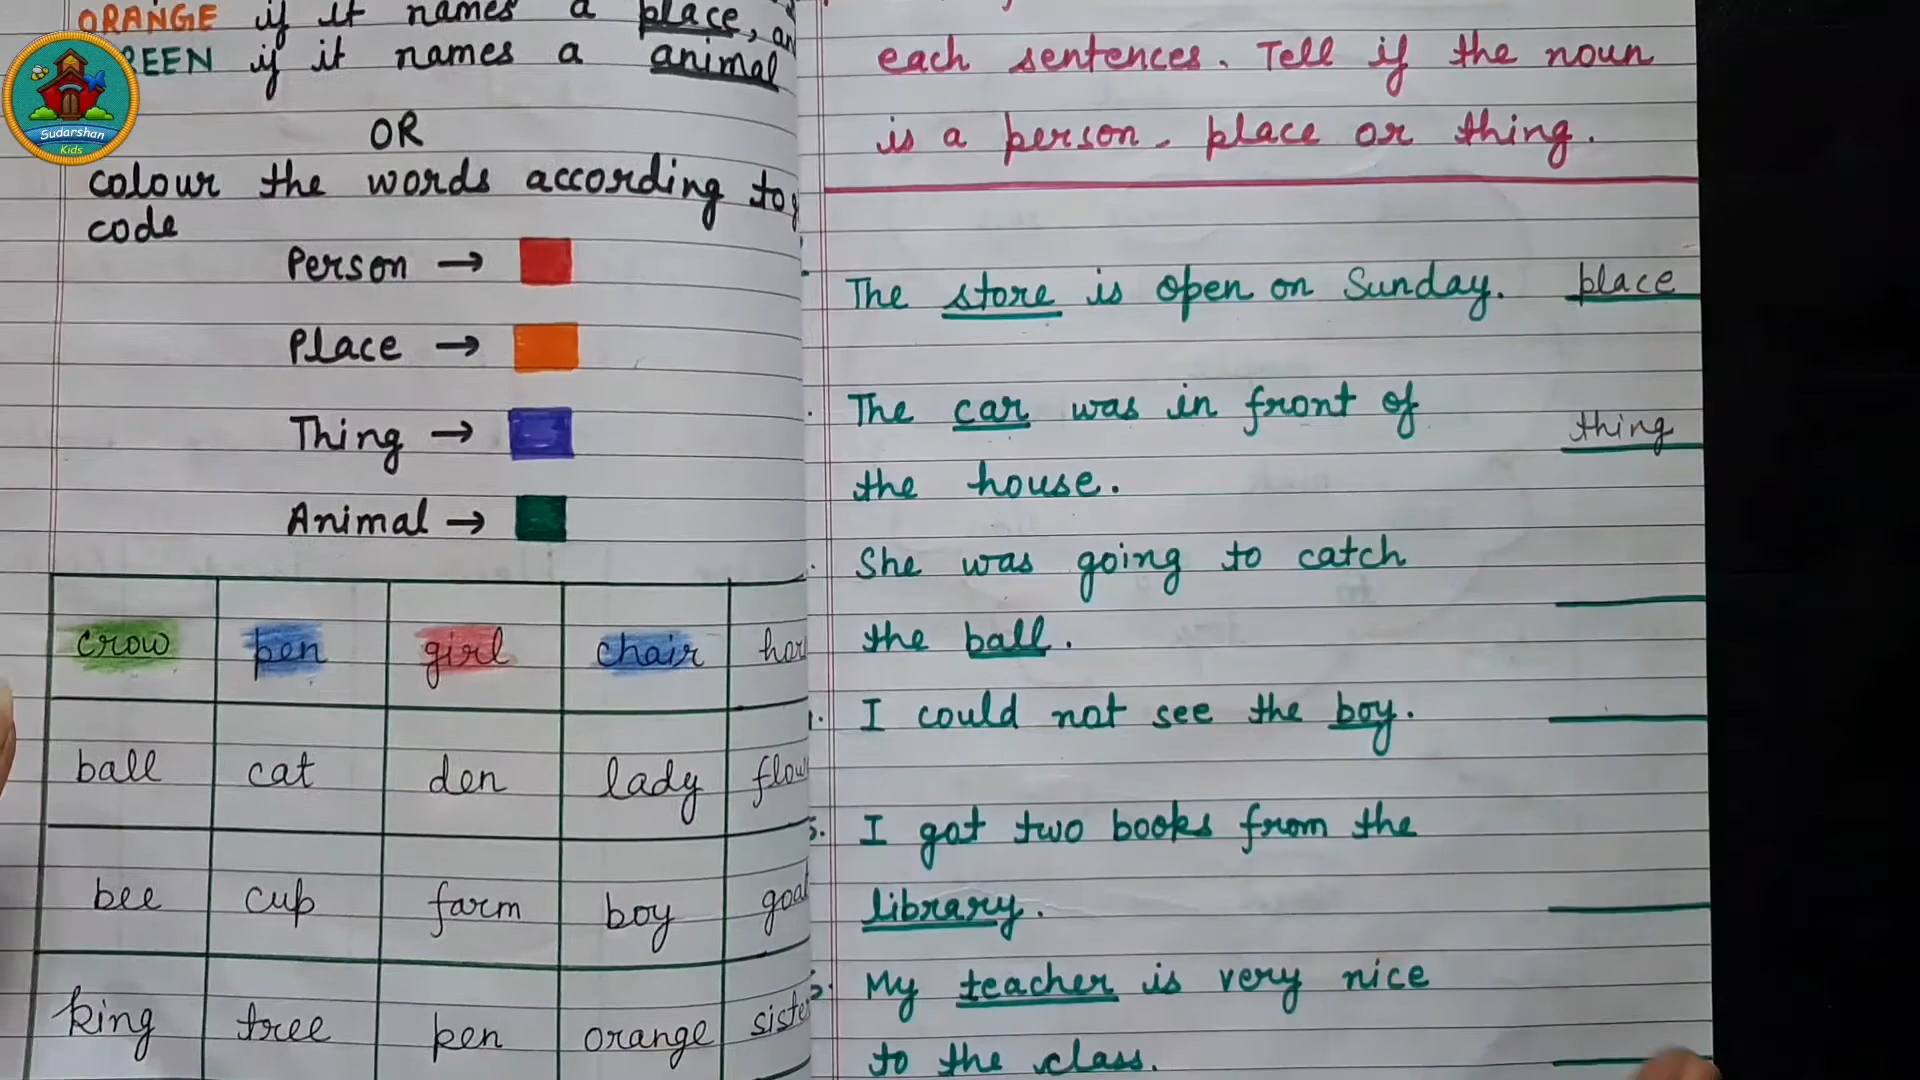 ORANGE if it names a place, an
REEN if it names a animal
Sudarshan
Kids
OR
colour the words according to
code
Person →
Place →
Thing →
Animal →
crow pen girl chair
ball cat den lady
bee cup farm boy
king tree pen orange
each sentences. Tell if the noun
is a person, place or thing.
The store is open on Sunday. place
The car was in front of
thing
the house.
She was going to catch
the ball.
I could not see the boy.
5. I got two books from the
library.
My teacher is very nice
to the class.